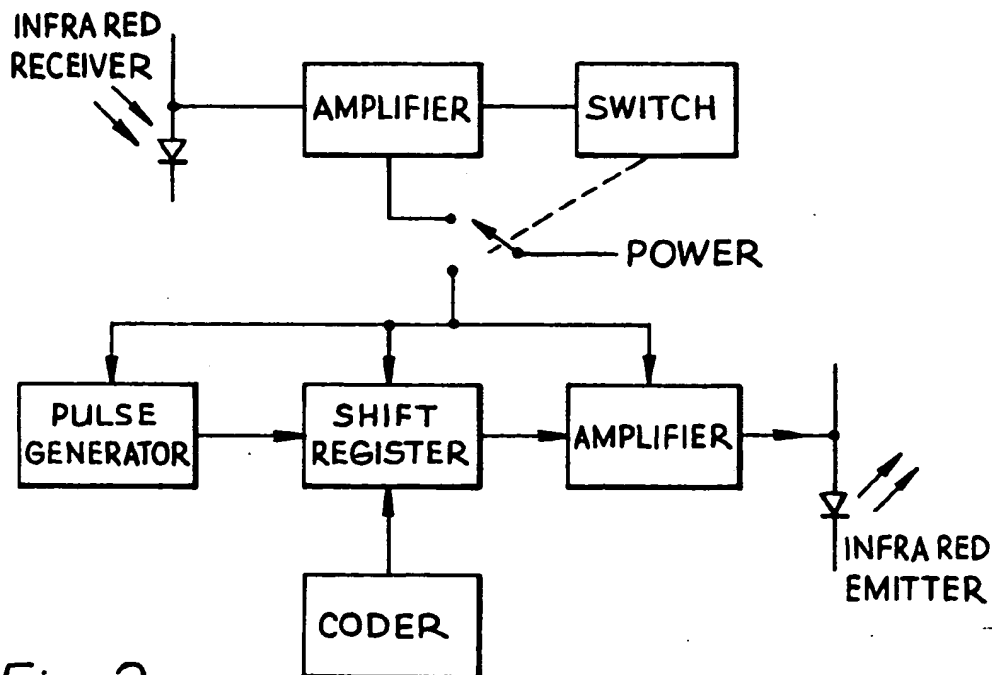 INFRA RED
RECEIVER
AMPLIFIER
SWITCH
POWER
PULSE
GENERATOR
SHIFT
REGISTER
AMPLIFIER
INFRA RED
EMITTER
CODER